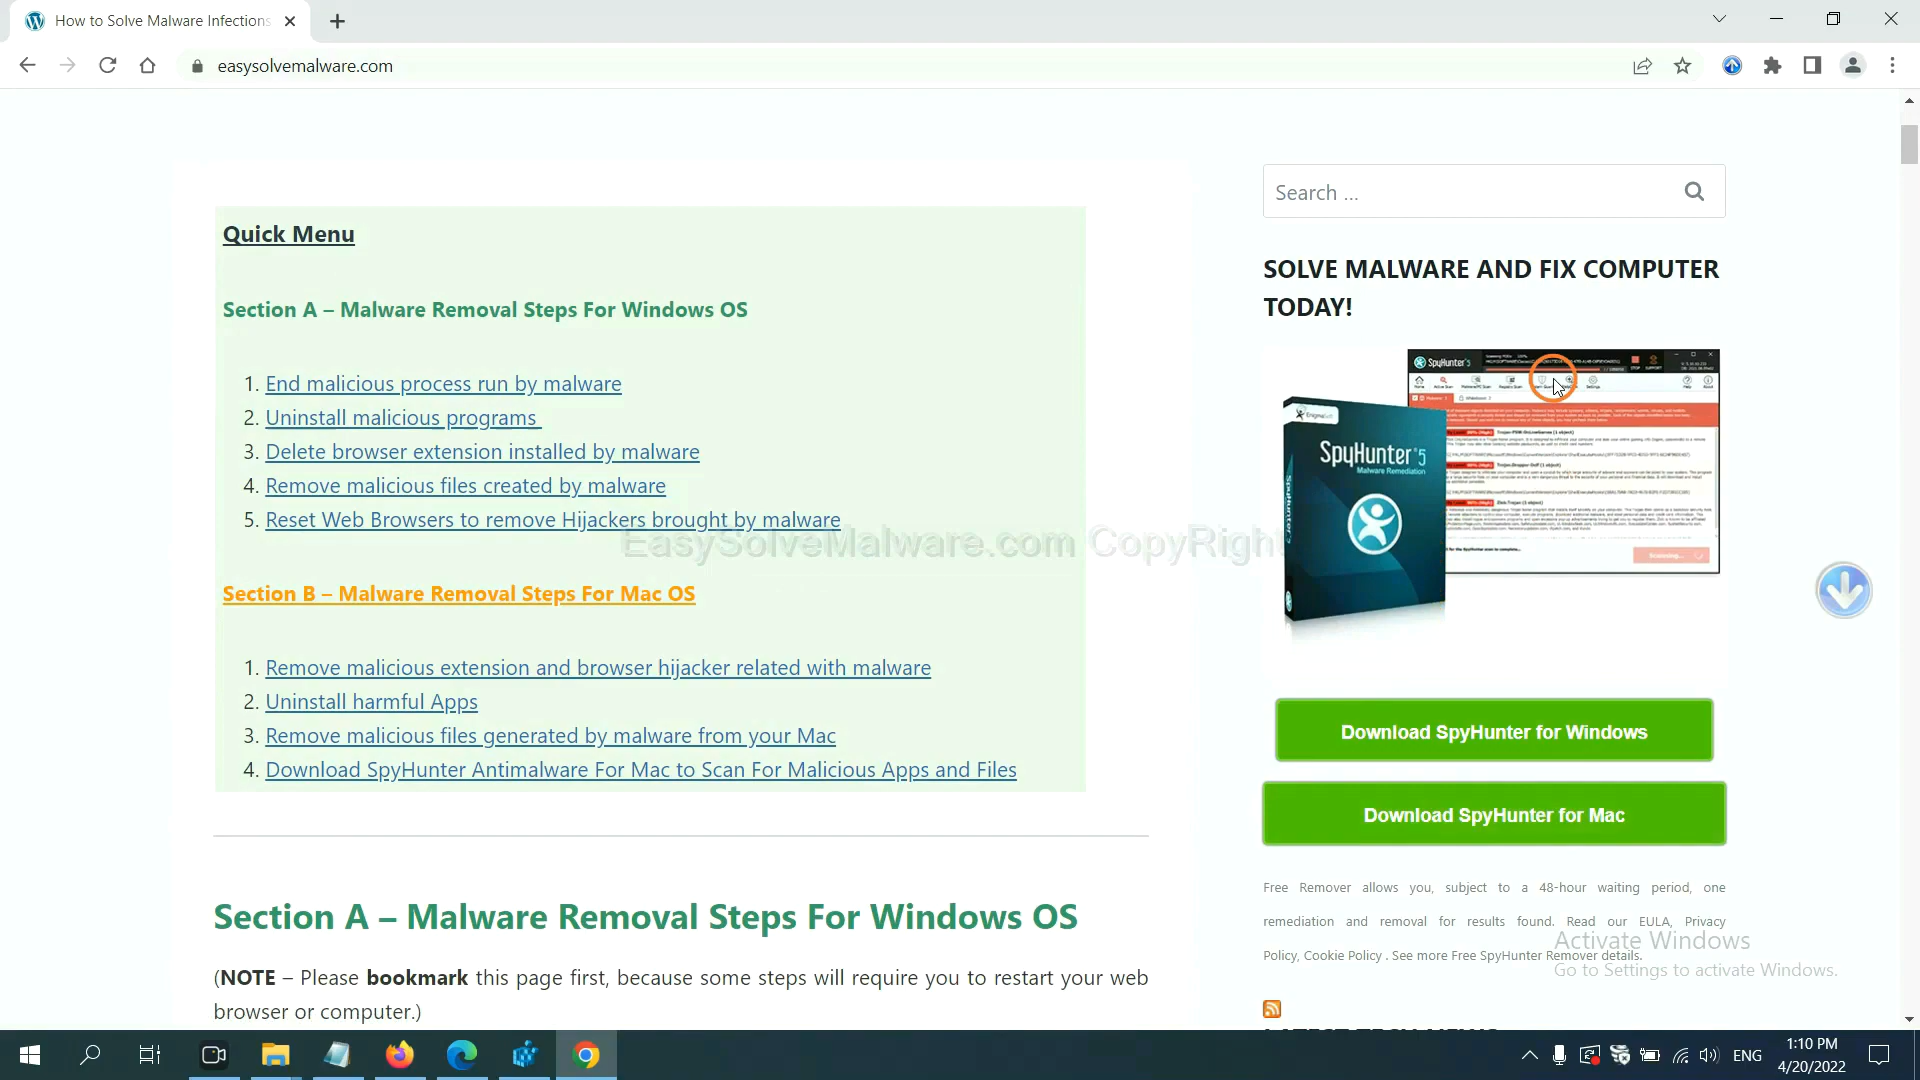 How to Solve Malware Infections
easysolvemalware.com
Search ...
Quick Menu
Section A – Malware Removal Steps For Windows OS
1. End malicious process run by malware
2. Uninstall malicious programs
3. Delete browser extension installed by malware
4. Remove malicious files created by malware
5. Reset Web Browsers to remove Hijackers brought by malware
EasySolveMalware.com CopyRight
Section B – Malware Removal Steps For Mac OS
1. Remove malicious extension and browser hijacker related with malware
2. Uninstall harmful Apps
3. Remove malicious files generated by malware from your Mac
4. Download SpyHunter Antimalware For Mac to Scan For Malicious Apps and Files
Section A – Malware Removal Steps For Windows OS
(NOTE – Please bookmark this page first, because some steps will require you to restart your web
browser or computer.)
SOLVE MALWARE AND FIX COMPUTER
TODAY!
SpyHunter 5
EnigmaSoft
SpyHunter 5
Malware Remediation
Download SpyHunter for Windows
Download SpyHunter for Mac
Free Remover allows you, subject to a 48-hour waiting period, one
remediation and removal for results found. Read our EULA, Privacy
Policy, Cookie Policy . See more Free SpyHunter Remover details.
Activate Windows
Go to Settings to activate Windows.
LATEST TECH NEWS
ENG
1:10 PM
4/20/2022